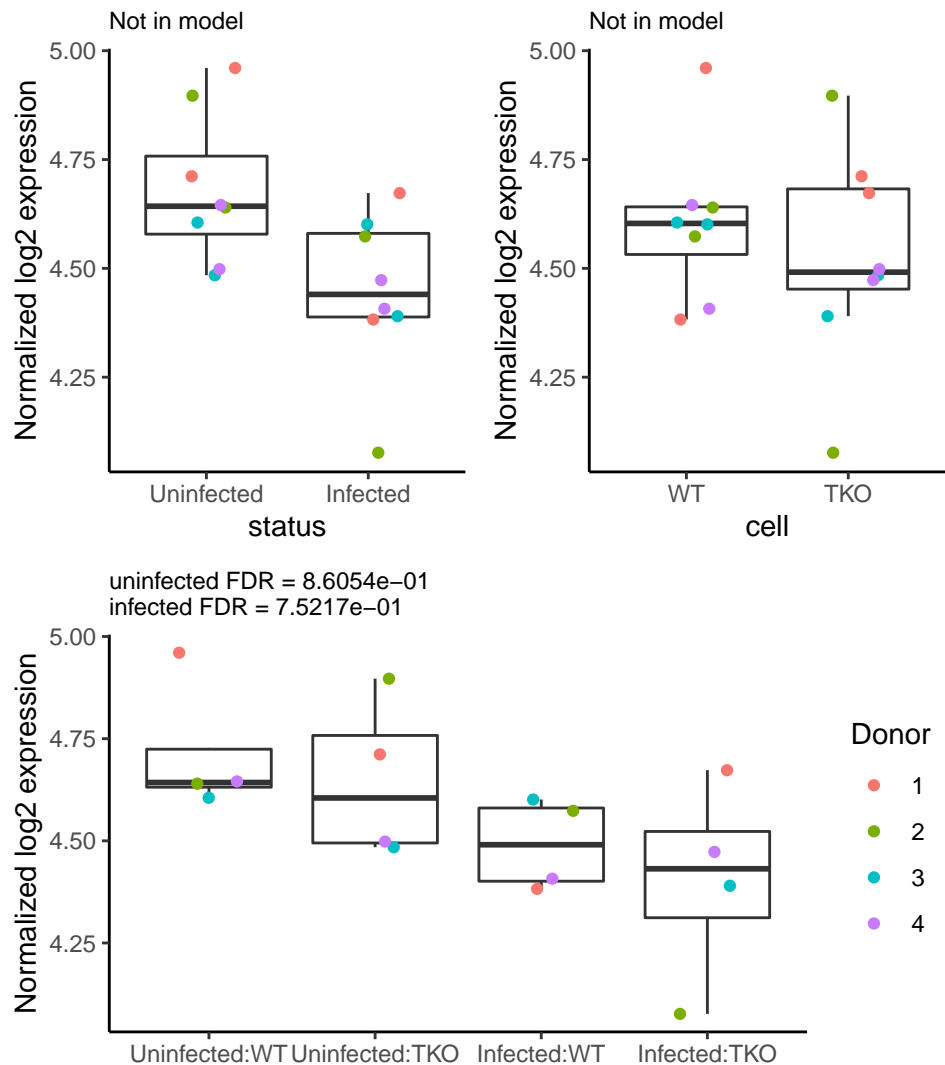 Not in model
Normalized log2 expression
5.00
4.75
4.50
4.25
Uninfected Infected
status
Not in model
Normalized log2 expression
5.00
4.75
4.50
4.25
WT TKO
cell
uninfected FDR = 8.6054e−01
infected FDR = 7.5217e−01
Normalized log2 expression
5.00
4.75
4.50
4.25
Uninfected:WT Uninfected:TKO Infected:WT Infected:TKO
Donor
1
2
3
4